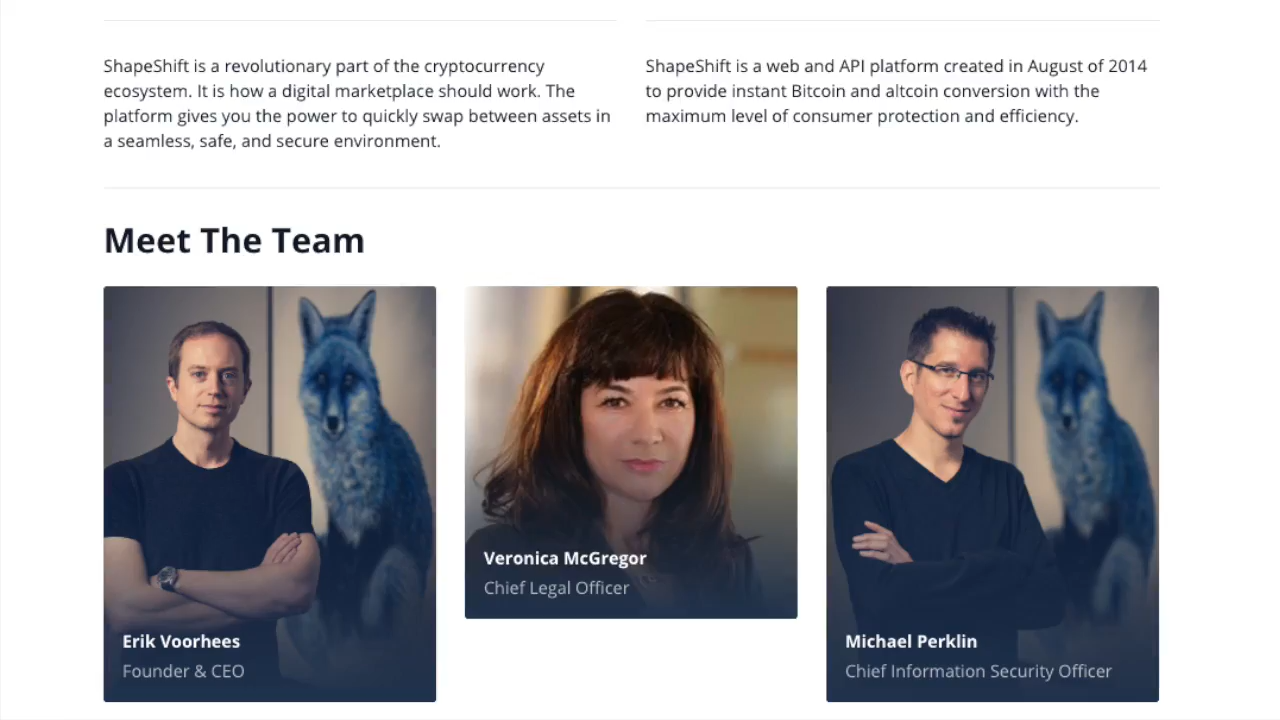 ShapeShift is a revolutionary part of the cryptocurrency
ecosystem. It is how a digital marketplace should work. The
platform gives you the power to quickly swap between assets in
a seamless, safe, and secure environment.
ShapeShift is a web and API platform created in August of 2014
to provide instant Bitcoin and altcoin conversion with the
maximum level of consumer protection and efficiency.
Meet The Team
Erik Voorhees
Founder & CEO
Veronica McGregor
Chief Legal Officer
Michael Perklin
Chief Information Security Officer